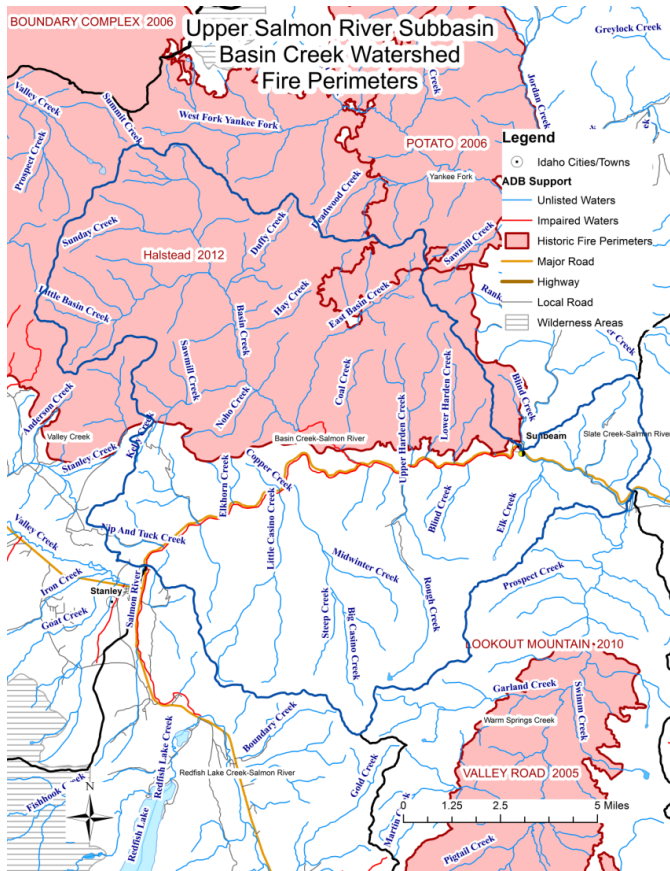 BOUNDARY COMPLEX 2006
Upper Salmon River Subbasin
Basin Creek Watershed
Fire Perimeters
Greylock Creek
Jordan Creek
Creek
Valley Creek
Summit Creek
Prospect Creek
West Fork Yankee Fork
POTATO 2006
Yankee Fork
Legend
Idaho Cities/Towns
ADB Support
Unlisted Waters
Impaired Waters
Historic Fire Perimeters
Major Road
Highway
Local Road
Wilderness Areas
Sunday Creek
Duffy Creek
Deadwood Creek
Sawmill Creek
Halstead 2012
Little Basin Creek
Basin Creek
Hay Creek
East Basin Creek
Sawmill Creek
Noho Creek
Coal Creek
Upper Harden Creek
Lower Harden Creek
Blind Creek
Anderson Creek
Valley Creek
Kelly Creek
Stanley Creek
Basin Creek-Salmon River
Sunbeam
Slate Creek-Salmon River
Elkhorn Creek
Copper Creek
Little Casino Creek
Blind Creek
Elk Creek
Nip And Tuck Creek
Valley Creek
Iron Creek
Stanley
Goat Creek
Salmon River
Midwinter Creek
Steep Creek
Big Casino Creek
Rough Creek
Prospect Creek
LOOKOUT MOUNTAIN 2010
Garland Creek
Swimm Creek
Warm Springs Creek
Boundary Creek
Redfish Lake Creek
Redfish Lake Creek-Salmon River
VALLEY ROAD 2005
Gold Creek
Fishhook Creek
N
Redfish Lake
Martin Creek
0 1.25 2.5 5 Miles
Pigtail Creek